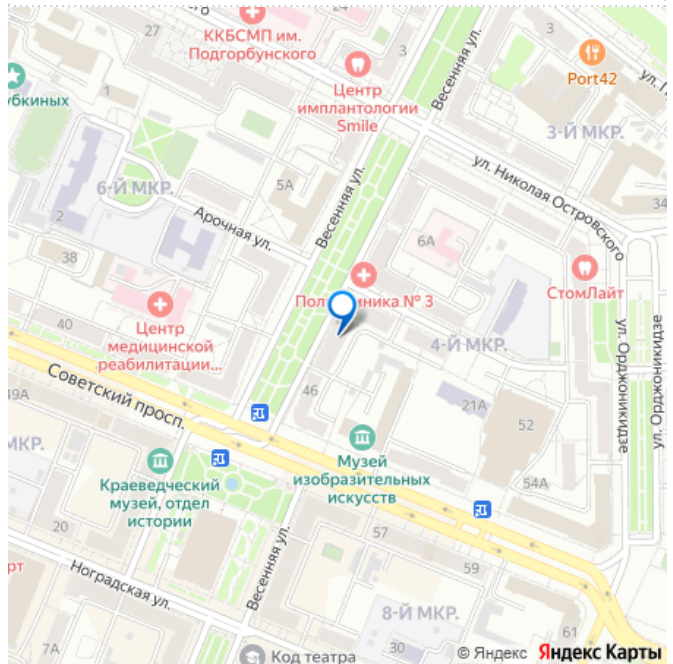 ККБСМП им.
Подгорбунского
3
3
Весенняя ул.
Port42
Центр
имплантологии
Smile
1
3-Й МКР.
ул. Николая Островского
34
6-Й МКР.
5А
Весенняя ул.
2
Арочная ул.
6А
38
Поликлиника № 3
СтомЛайт
40
Центр
медицинской
реабилитации...
4-Й МКР.
ул. Орджоникидзе
ул. Орджоникидзе
49А
Советский просп.
46
21А
52
Музей
изобразительных
искусств
Краеведческий
музей, отдел
истории
54А
20
57
Весенняя ул.
7А
Ноградская ул.
59
8-Й МКР.
61
Код театра
30
© Яндекс Яндекс Карты